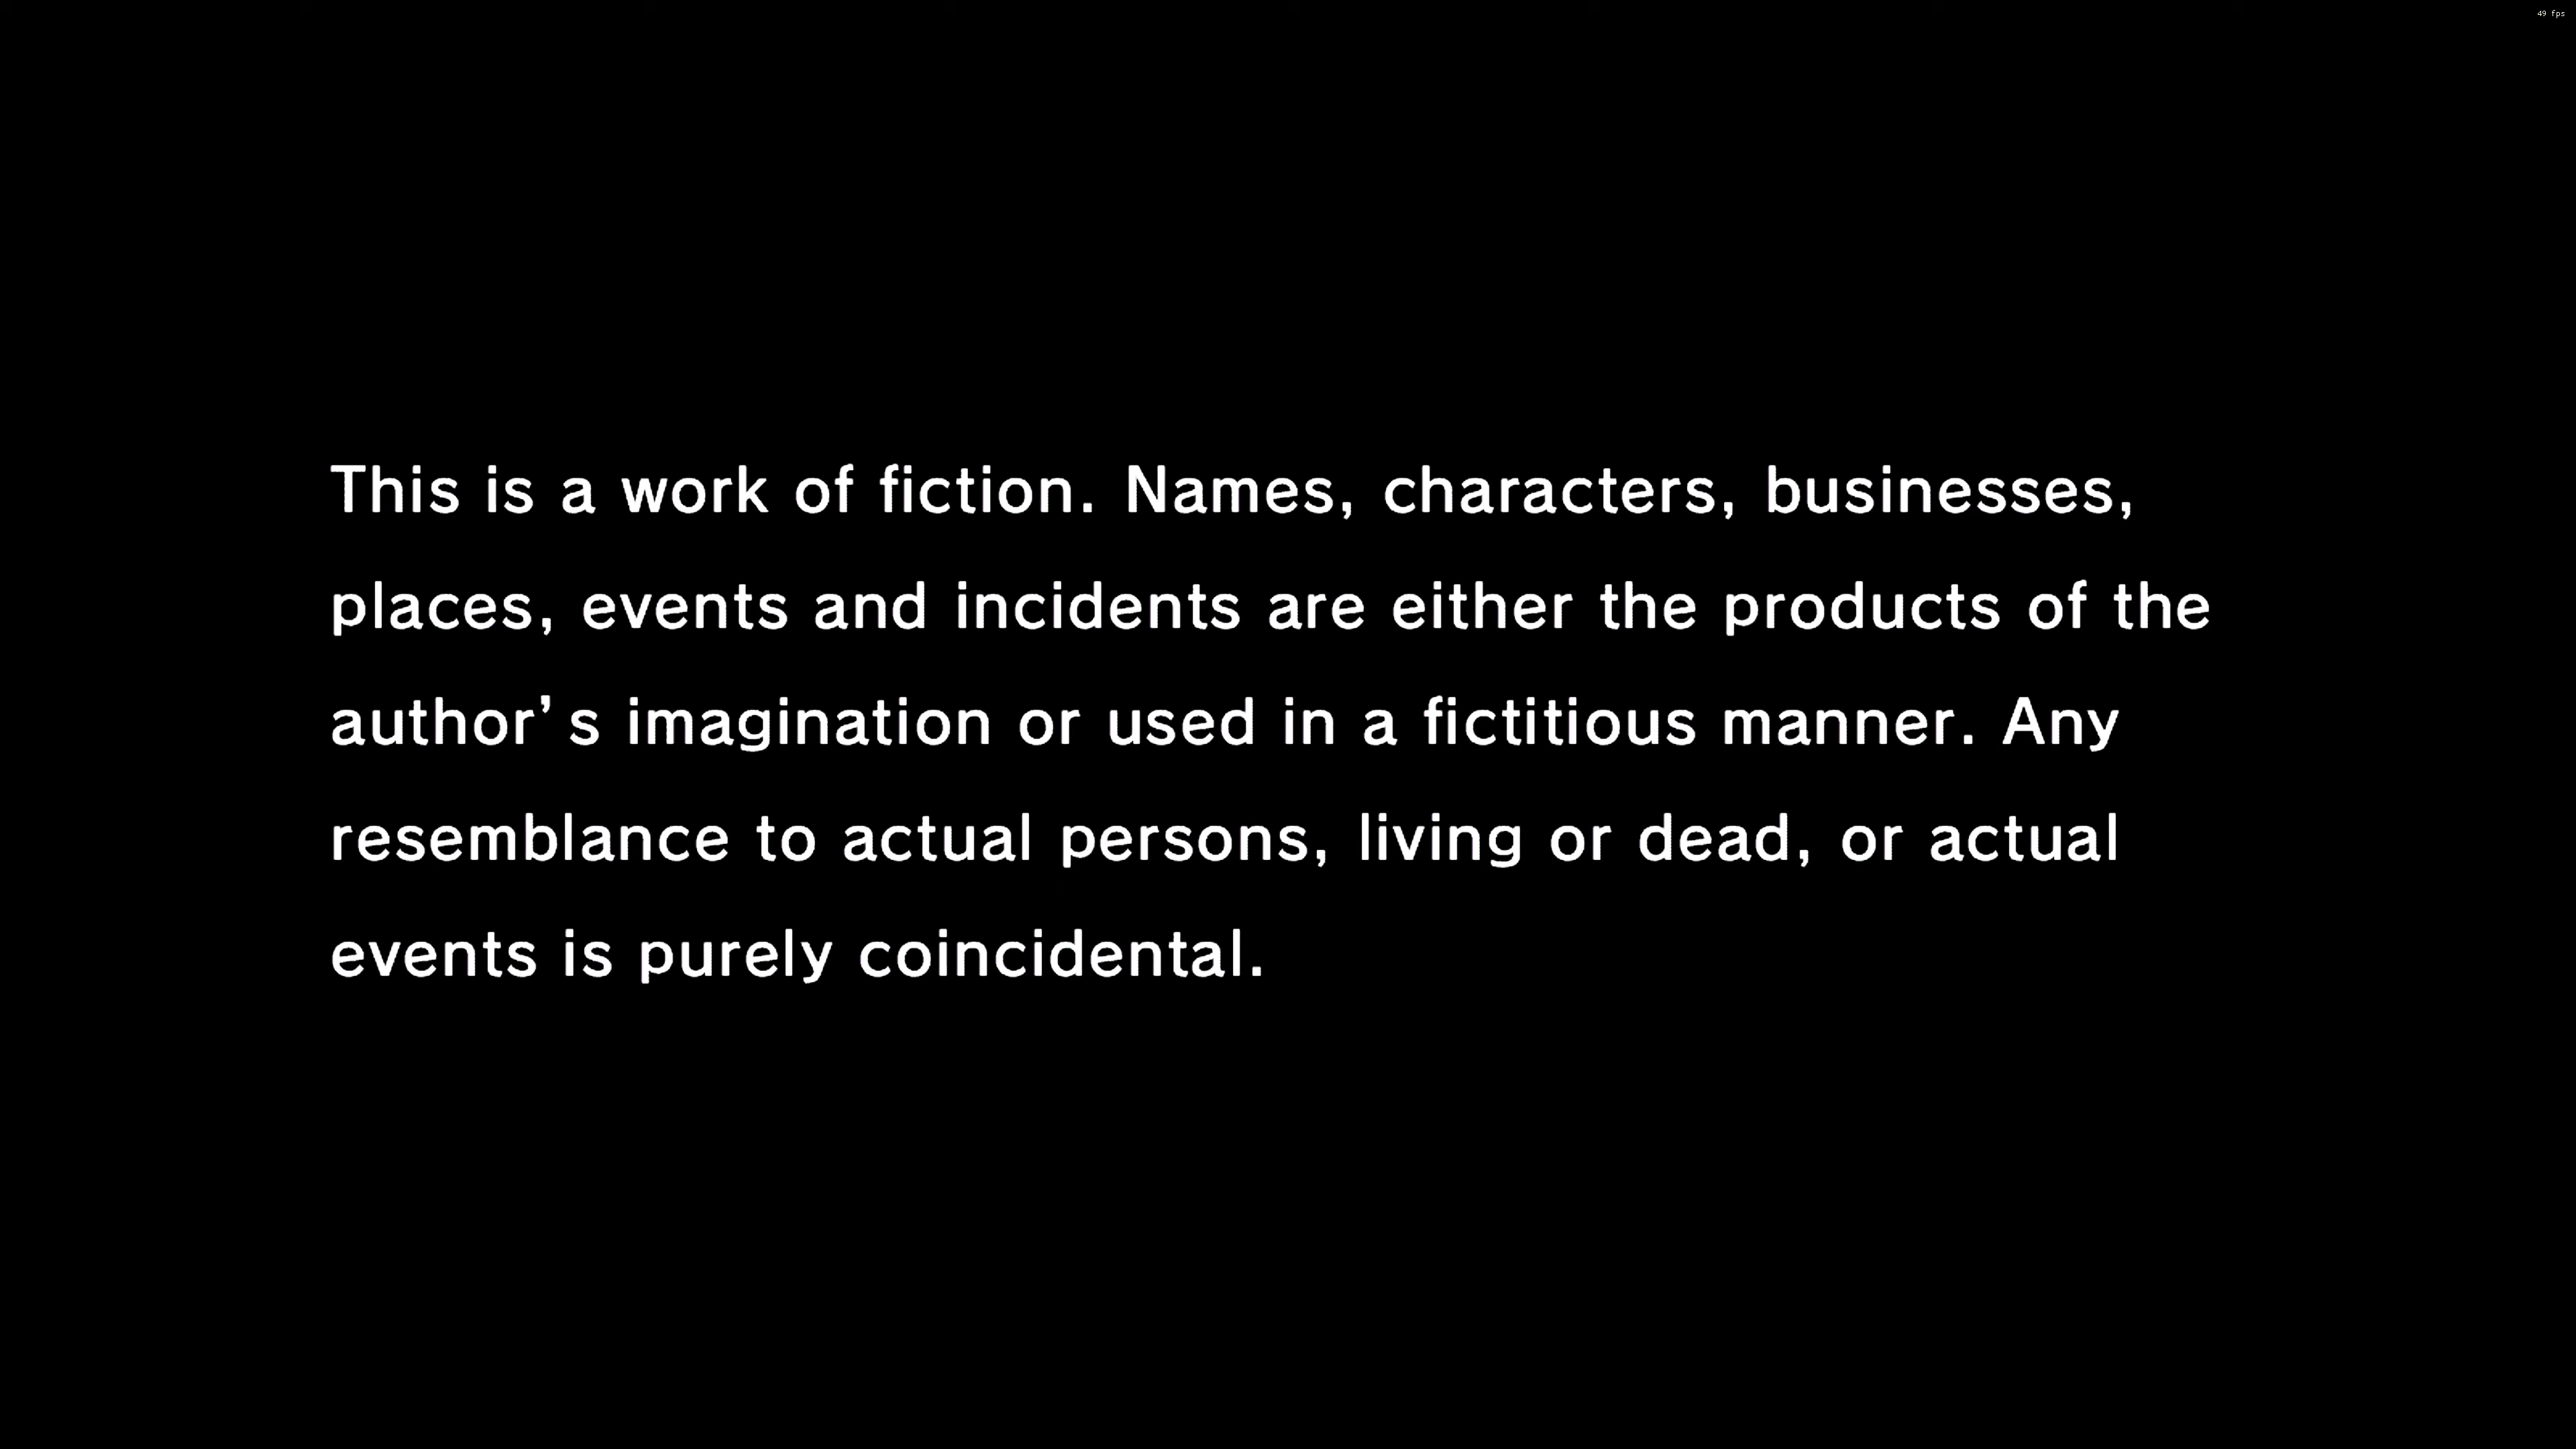 49 fps
This is a work of fiction. Names, characters, businesses,
places, events and incidents are either the products of the
author’s imagination or used in a fictitious manner. Any
resemblance to actual persons, living or dead, or actual
events is purely coincidental.